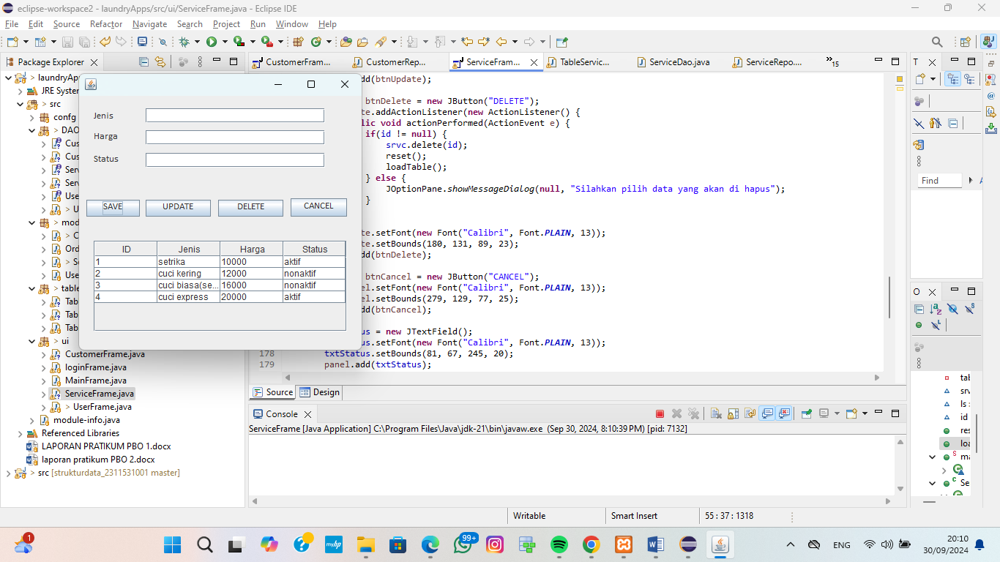 eclipse-workspace2 - laundryApps/src/ui/ServiceFrame.java - Eclipse IDE
File Edit Source Refactor Navigate Search Project Run Window Help
Package Explorer
CustomerFram...
CustomerRep...
ServiceFram...
TableServic...
ServiceDao.java
ServiceRepo....
»15
T
laundryAp
JRE Syster
> src
confg
> DAO
Cus
Cus
Ser
Ser
Use
> U
> mod
> C
Ord
> Se
Use
> table
Tab
Tab
Tab
> ui
CustomerFrame.java
loginFrame.java
MainFrame.java
ServiceFrame.java
> UserFrame.java
module-info.java
Referenced Libraries
LAPORAN PRATIKUM PBO 1.docx
laporan pratikum PBO 2.docx
> src [strukturdata_2311531001 master]
Jenis
Harga
Status
SAVE UPDATE DELETE CANCEL
ID Jenis Harga Status
1 setrika 10000 aktif
2 cuci kering 12000 nonaktif
3 cuci biasa(se... 16000 nonaktif
4 cuci express 20000 aktif
dd(btnUpdate);
btnDelete = new JButton("DELETE");
te.addActionListener(new ActionListener() {
lic void actionPerformed(ActionEvent e) {
if(id != null) {
srvc.delete(id);
reset();
loadTable();
} else {
JOptionPane.showMessageDialog(null, "Silahkan pilih data yang akan di hapus");
}
te.setFont(new Font("Calibri", Font.PLAIN, 13));
te.setBounds(180, 131, 89, 23);
dd(btnDelete);
btnCancel = new JButton("CANCEL");
el.setFont(new Font("Calibri", Font.PLAIN, 13));
el.setBounds(279, 129, 77, 25);
dd(btnCancel);
us = new JTextField();
us.setFont(new Font("Calibri", Font.PLAIN, 13));
178 txtStatus.setBounds(81, 67, 245, 20);
179 panel.add(txtStatus);
Source Design
Console
ServiceFrame [Java Application] C:\Program Files\Java\jdk-21\bin\javaw.exe (Sep 30, 2024, 8:10:39 PM) [pid: 7132]
Find
O
tab
srv
ls :
id
res
loa
ma
Se
Writable
Smart Insert
55 : 37 : 1318
1
myhp
99+
ENG
20:10
30/09/2024